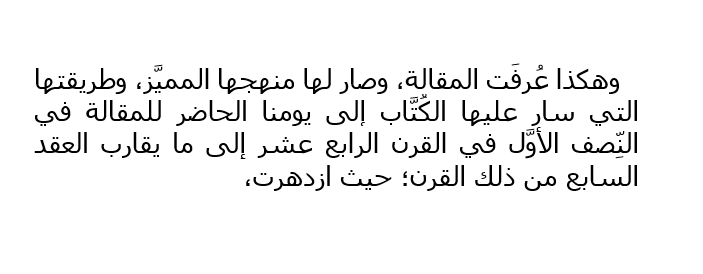 وهكذا عُرفَت المقالة، وصار لها منهجها المميَّز، وطريقتها
التي سار عليها الكُتَّاب إلى يومنا الحاضر للمقالة في
النِّصف الأوَّل في القرن الرابع عشر إلى ما يقارب العقد
السابع من ذلك القرن؛ حيث ازدهرت،